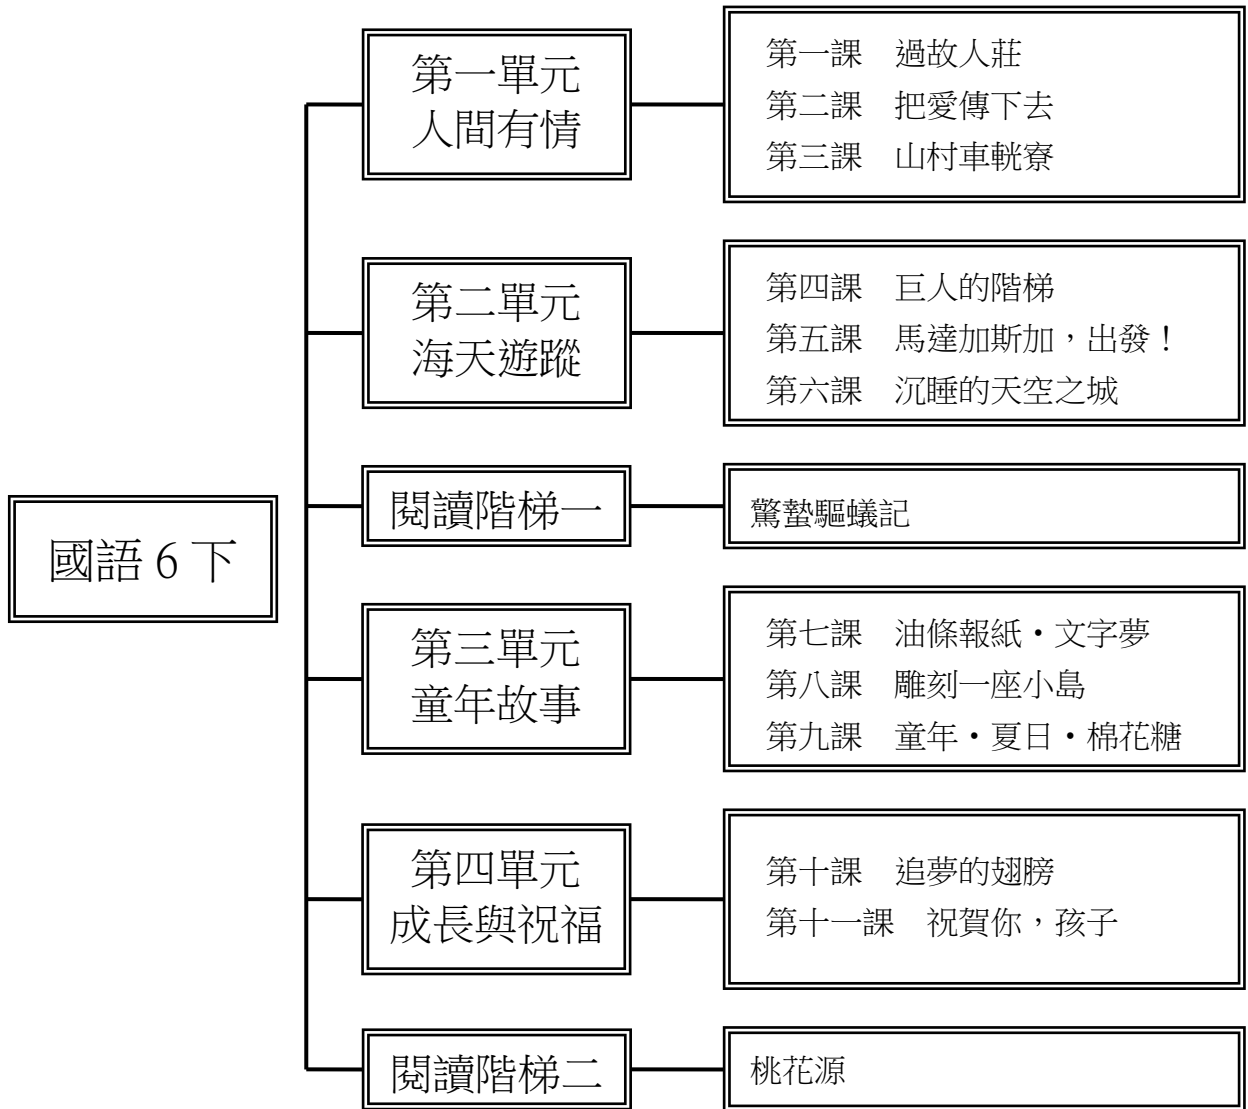 國語 6 下
第一單元
人間有情
第一課 過故人莊
第二課 把愛傳下去
第三課 山村車輄寮
第二單元
海天遊蹤
第四課 巨人的階梯
第五課 馬達加斯加，出發！
第六課 沉睡的天空之城
閱讀階梯一
驚蟄驅蟻記
第三單元
童年故事
第七課 油條報紙・文字夢
第八課 雕刻一座小島
第九課 童年・夏日・棉花糖
第四單元
成長與祝福
第十課 追夢的翅膀
第十一課 祝賀你，孩子
閱讀階梯二
桃花源